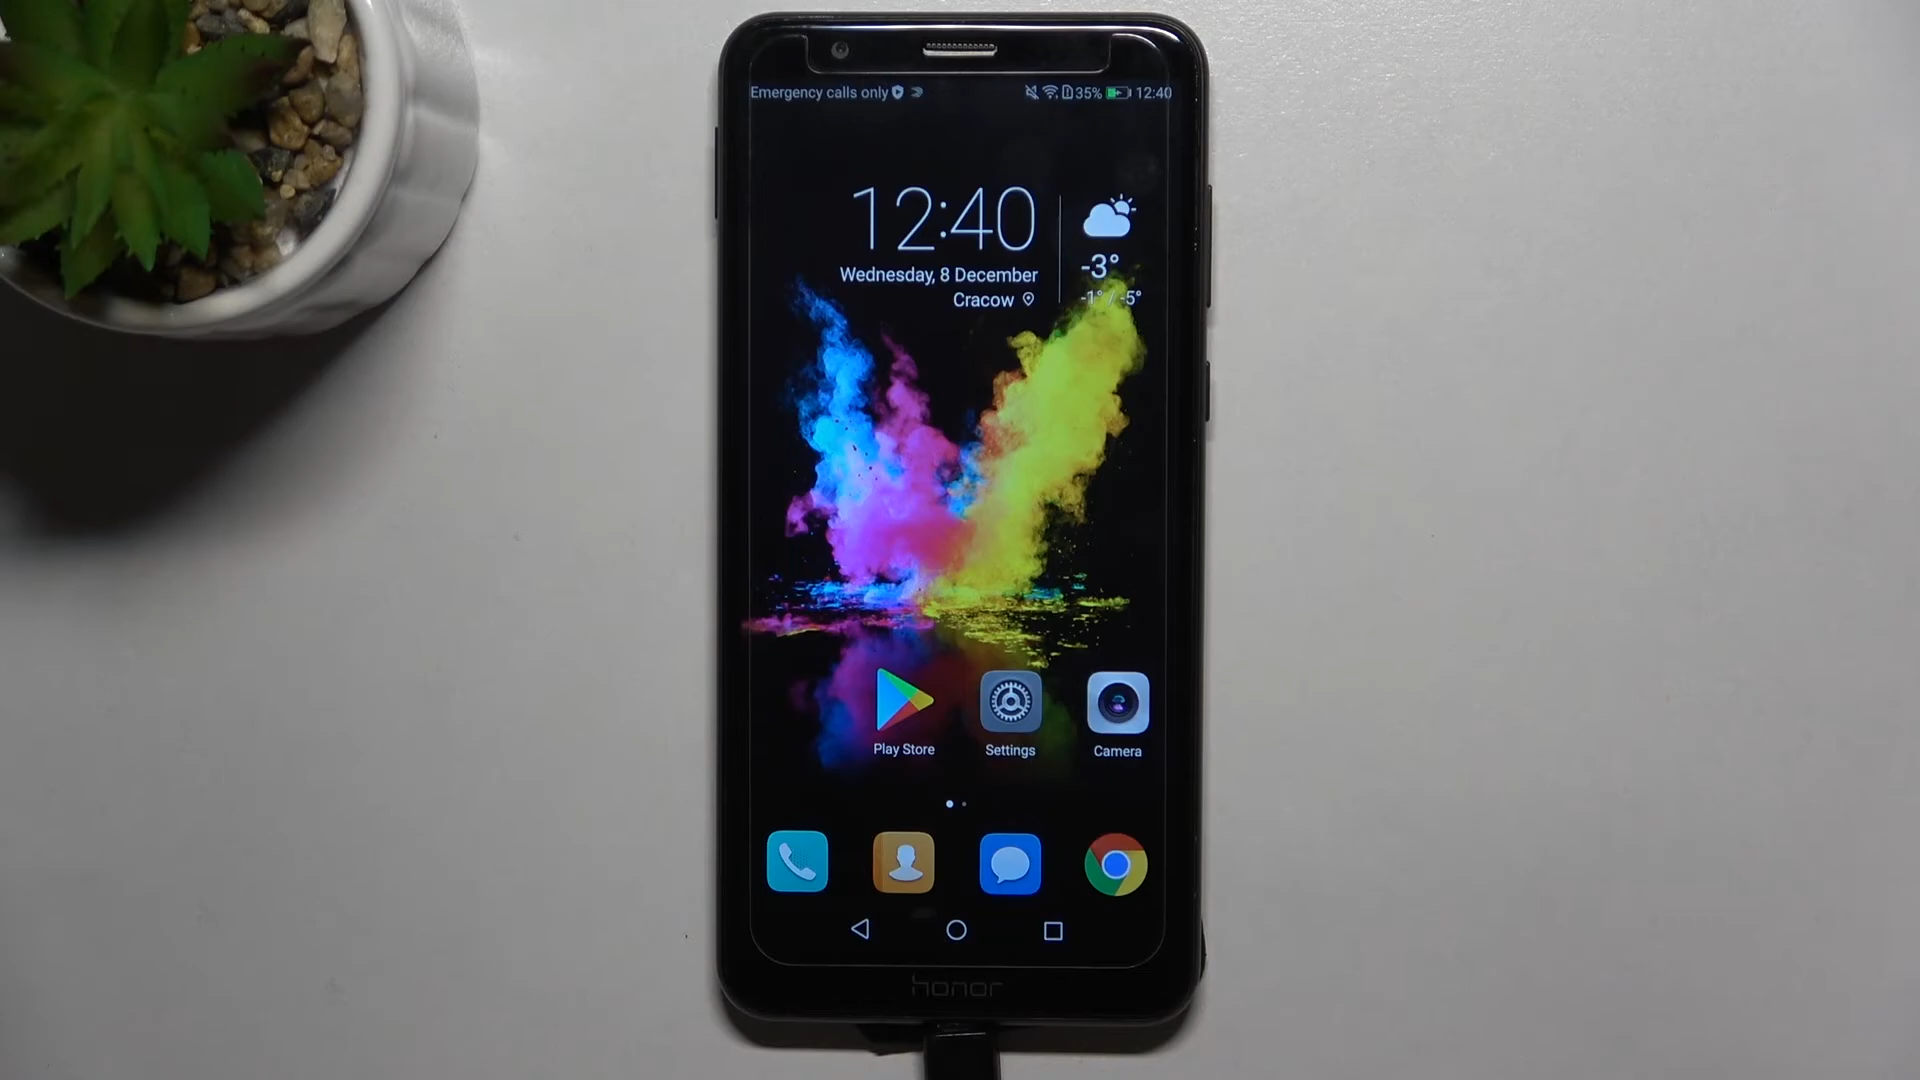 Emergency calls only 35% 12:40
12:40
Wednesday, 8 December
Cracow
-3°
-1° / -5°
Play Store Settings Camera
honor